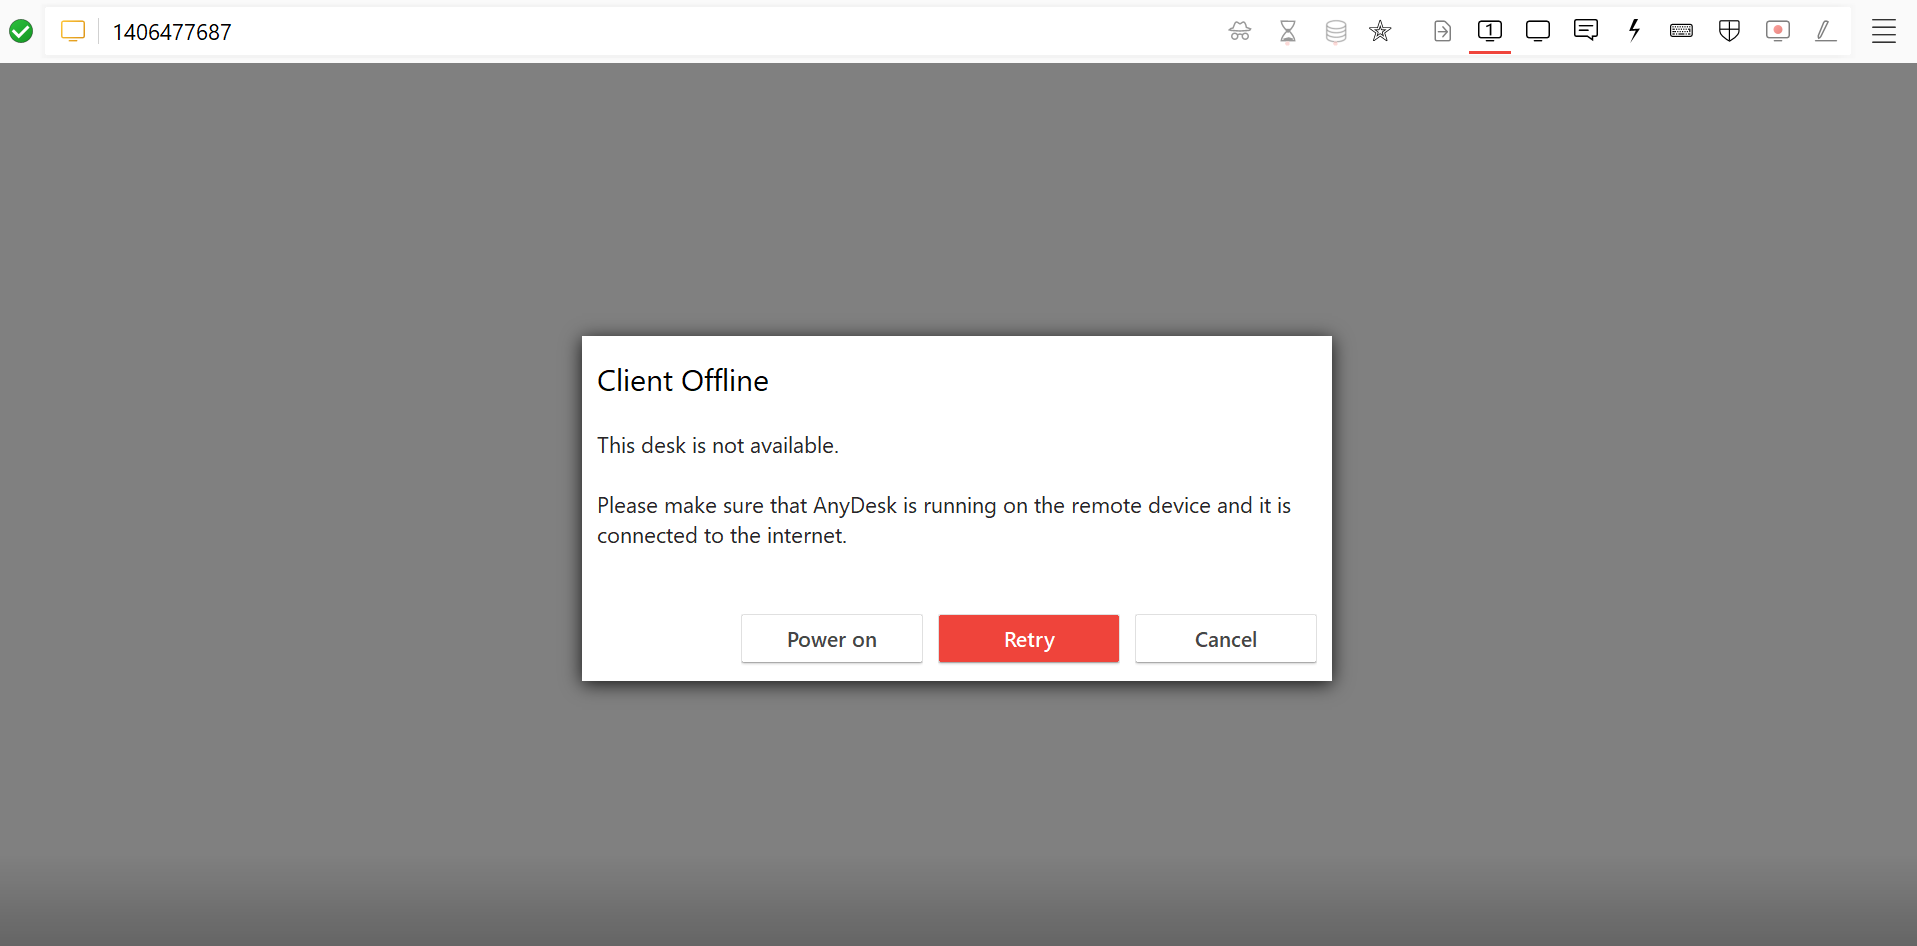 1406477687
1
Client Offline
This desk is not available.
Please make sure that AnyDesk is running on the remote device and it is
connected to the internet.
Power on
Retry
Cancel